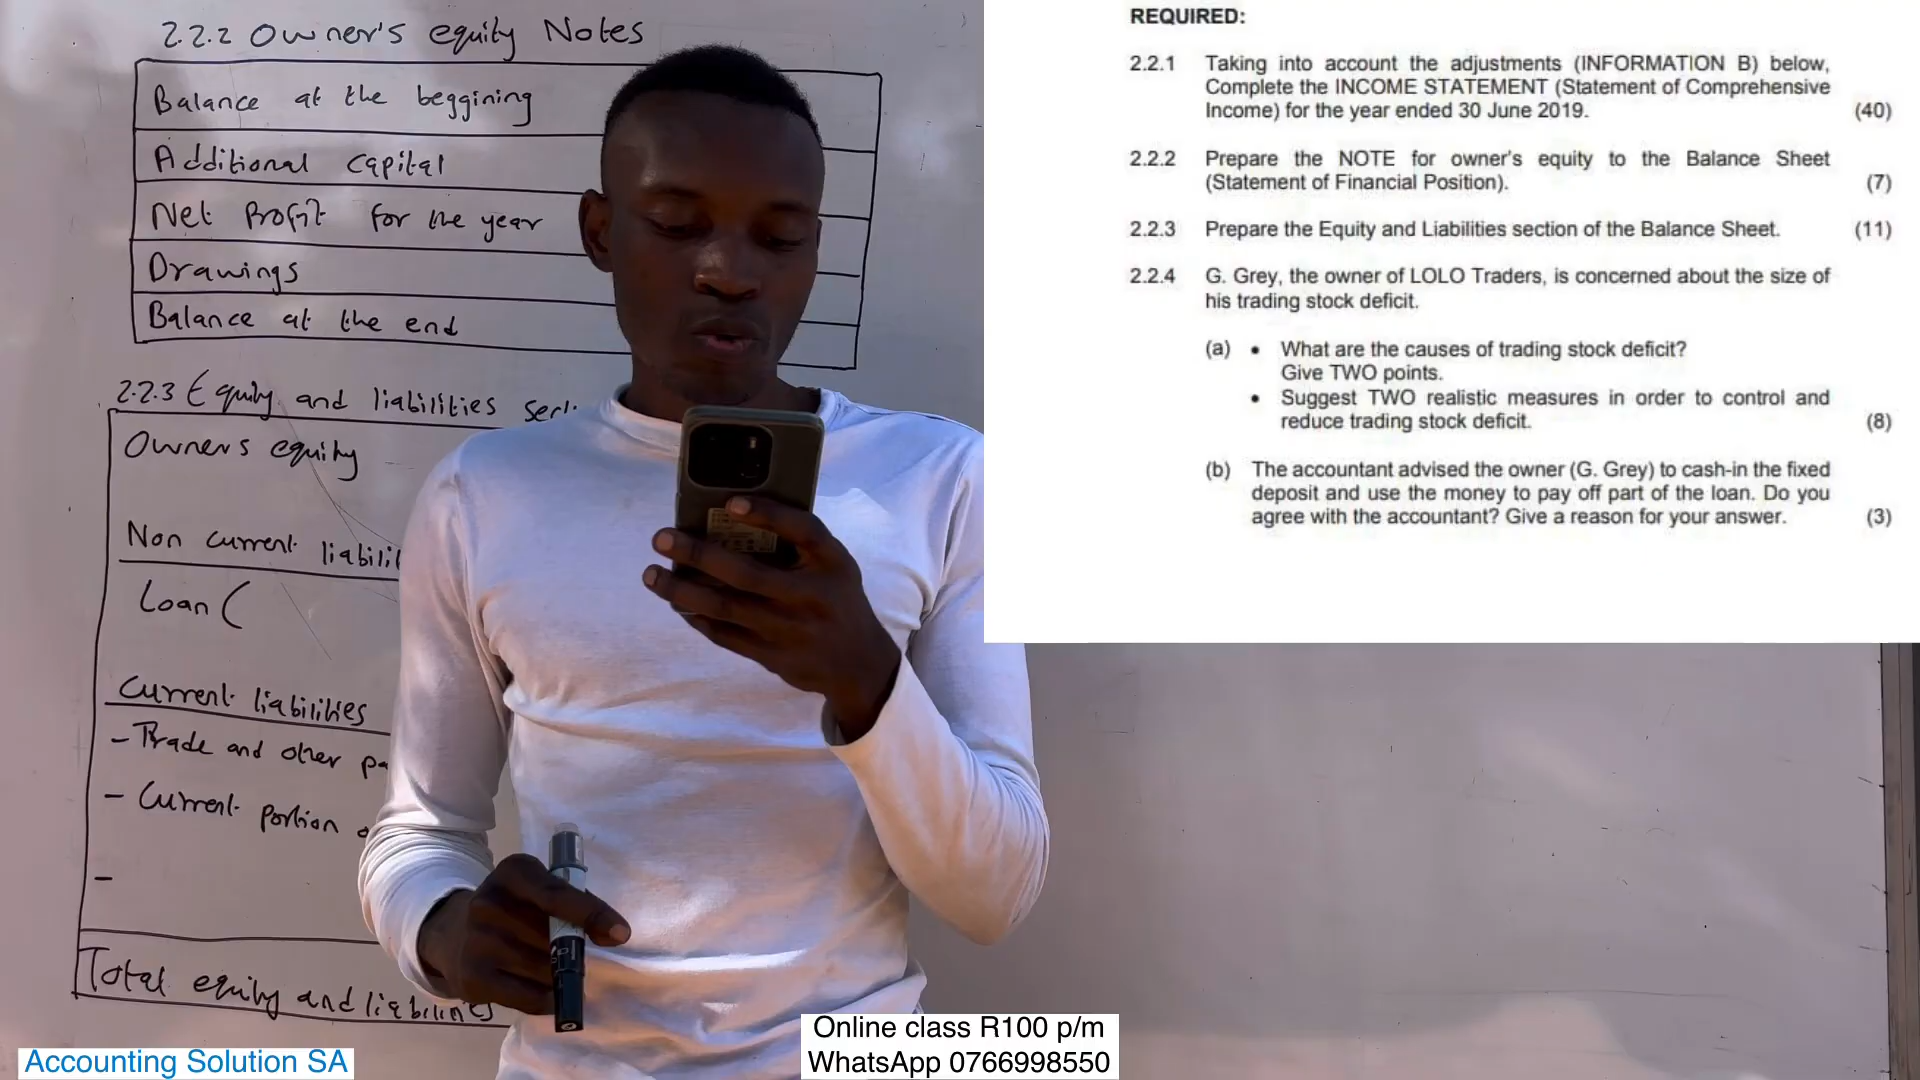 2.2.2 Owner's equity Notes
Balance at the beggining
Additional capital
Net Profit for the year
Drawings
Balance at the end
2.2.3 Equity and liabilities
Owners equity
Non current
Loan (
Current liabilities
- Trade and other
- Current portion
-
Total equity and liabilities
REQUIRED:
2.2.1 Taking into account the adjustments (INFORMATION B) below,
Complete the INCOME STATEMENT (Statement of Comprehensive
Income) for the year ended 30 June 2019. (40)
2.2.2 Prepare the NOTE for owner's equity to the Balance Sheet
(Statement of Financial Position). (7)
2.2.3 Prepare the Equity and Liabilities section of the Balance Sheet. (11)
2.2.4 G. Grey, the owner of LOLO Traders, is concerned about the size of
his trading stock deficit.
(a) • What are the causes of trading stock deficit?
Give TWO points.
• Suggest TWO realistic measures in order to control and
reduce trading stock deficit. (8)
(b) The accountant advised the owner (G. Grey) to cash-in the fixed
deposit and use the money to pay off part of the loan. Do you
agree with the accountant? Give a reason for your answer. (3)
Online class R100 p/m
WhatsApp 0766998550
Accounting Solution SA